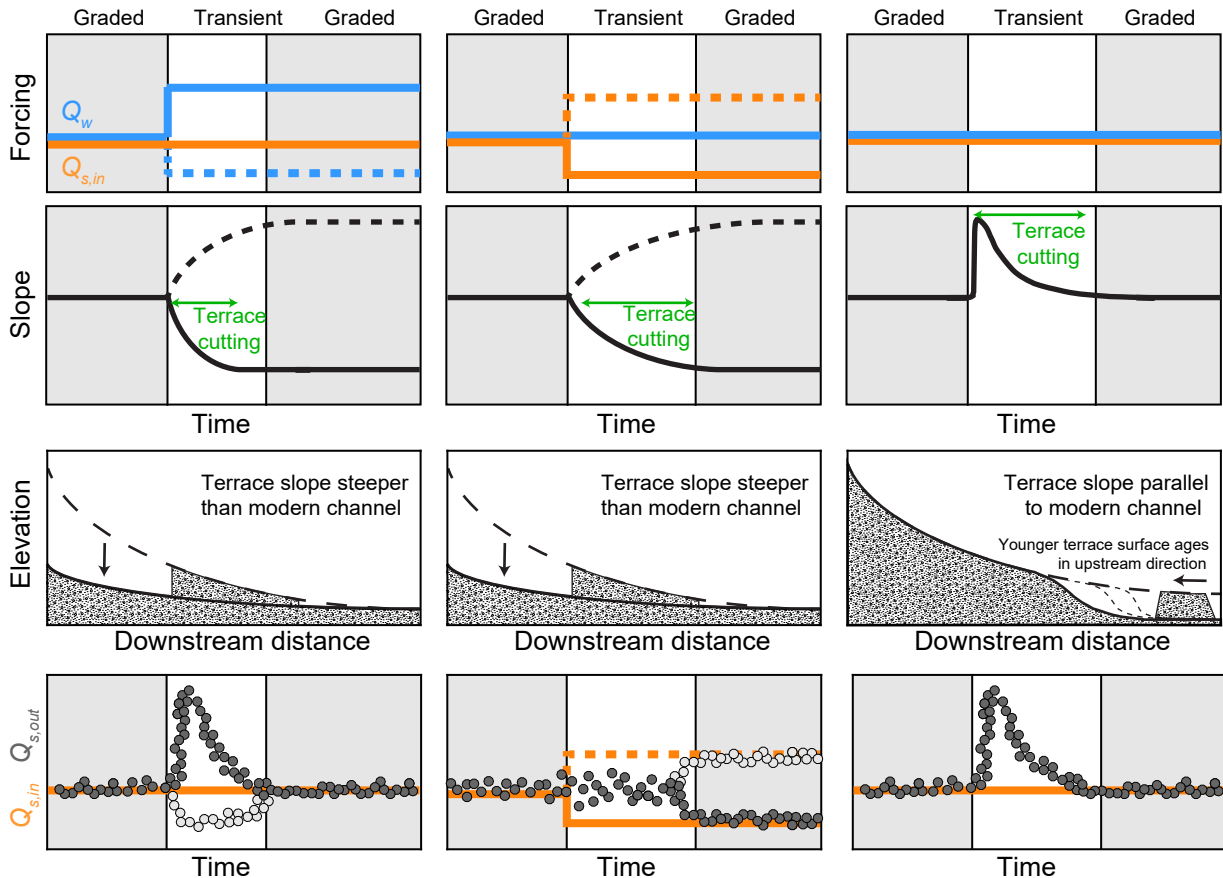 Graded Transient Graded Graded Transient Graded Graded Transient Graded
Forcing
Qw
Qs,in
Slope
Terrace
cutting
Terrace
cutting
Terrace
cutting
Time Time Time
Elevation
Terrace slope steeper
than modern channel
Terrace slope steeper
than modern channel
Terrace slope parallel
to modern channel
Younger terrace surface ages
in upstream direction
Downstream distance Downstream distance Downstream distance
Qs,in Qs,out
Time Time Time